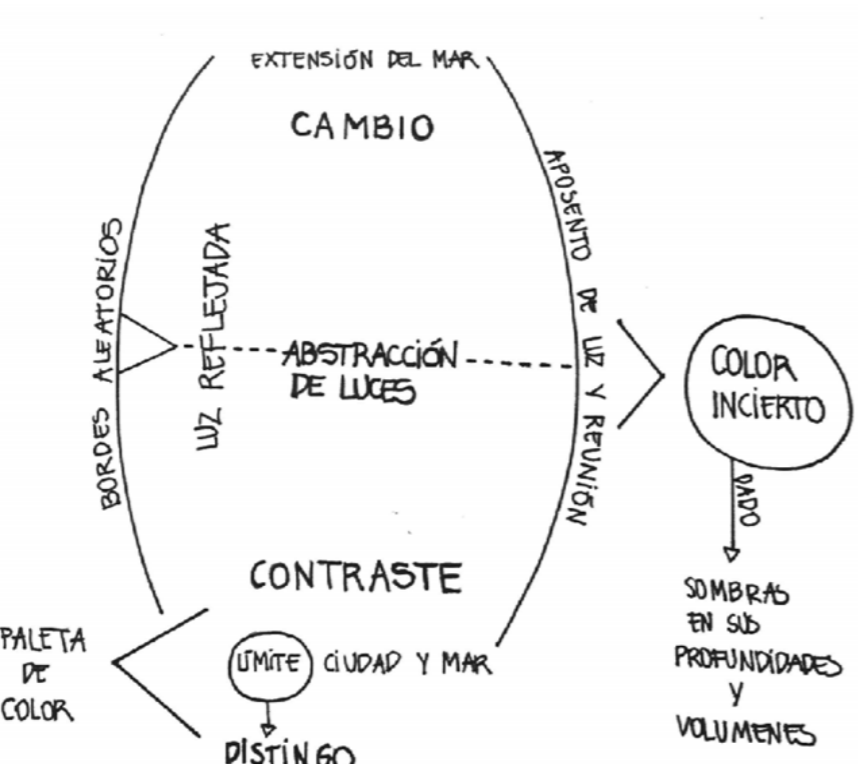 EXTENSIÓN DEL MAR
CAMBIO
APOSENTO DE LUZ Y REUNIÓN
BORDES ALEATORIOS
LUZ REFLEJADA
ABSTRACCIÓN
DE LUCES
COLOR
INCIERTO
DADO
SOMBRAS
EN SUS
PROFUNDIDADES
Y
VOLUMENES
CONTRASTE
PALETA
DE
COLOR
LÍMITE CIUDAD Y MAR
DISTINGO